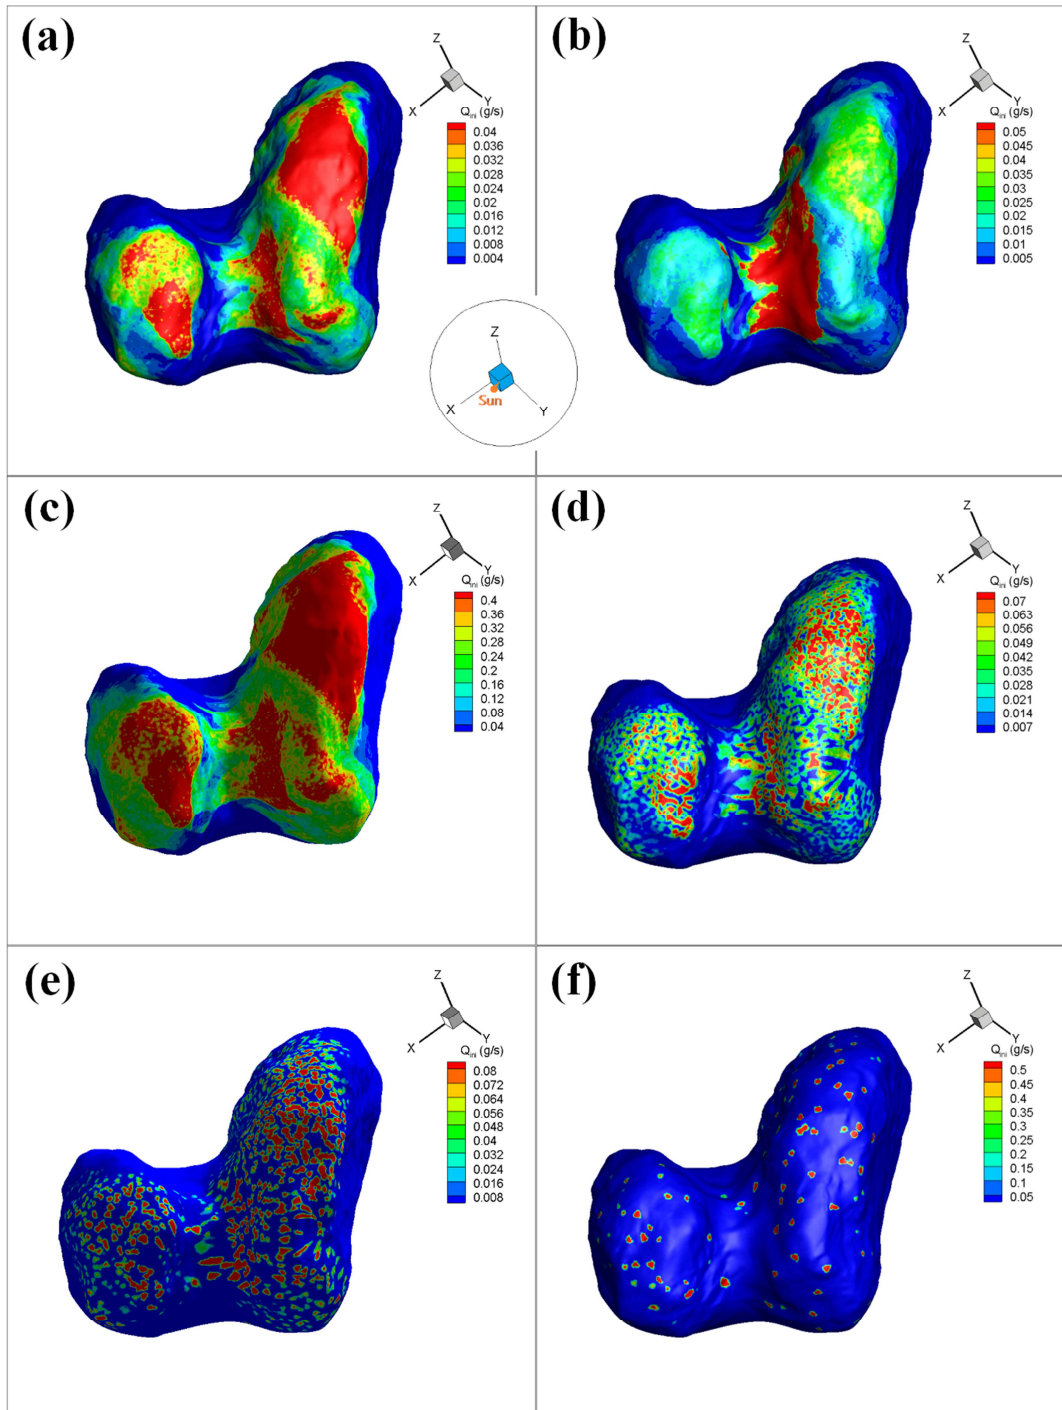 (a)
Z
X
Y
Qini (g/s)
0.04
0.036
0.032
0.028
0.024
0.02
0.016
0.012
0.008
0.004
(b)
Z
X
Y
Qini (g/s)
0.05
0.045
0.04
0.035
0.03
0.025
0.02
0.015
0.01
0.005
Z
X
Y
Sun
(c)
Z
X
Y
Qini (g/s)
0.4
0.36
0.32
0.28
0.24
0.2
0.16
0.12
0.08
0.04
(d)
Z
X
Y
Qini (g/s)
0.07
0.063
0.056
0.049
0.042
0.035
0.028
0.021
0.014
0.007
(e)
Z
X
Y
Qini (g/s)
0.08
0.072
0.064
0.056
0.048
0.04
0.032
0.024
0.016
0.008
(f)
Z
X
Y
Qini (g/s)
0.5
0.45
0.4
0.35
0.3
0.25
0.2
0.15
0.1
0.05